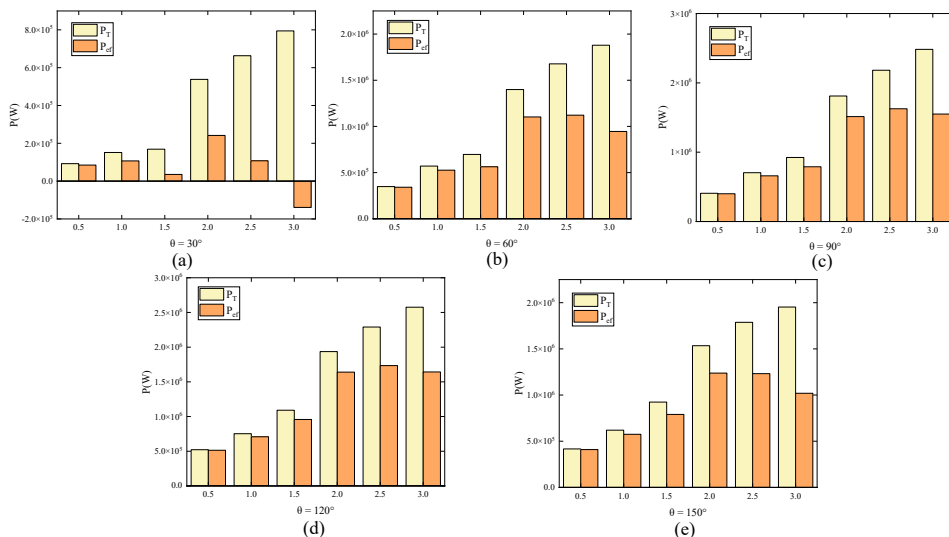 8.0×10⁵
6.0×10⁵
4.0×10⁵
2.0×10⁵
0.0
-2.0×10⁵
P(W)
P_T
P_ef
0.5 1.0 1.5 2.0 2.5 3.0
θ = 30°
(a)
2.0×10⁶
1.5×10⁶
1.0×10⁶
5.0×10⁵
0.0
P(W)
P_T
P_ef
0.5 1.0 1.5 2.0 2.5 3.0
θ = 60°
(b)
3×10⁶
2×10⁶
1×10⁶
0
P(W)
P_T
P_ef
0.5 1.0 1.5 2.0 2.5 3.0
θ = 90°
(c)
3.0×10⁶
2.5×10⁶
2.0×10⁶
1.5×10⁶
1.0×10⁶
5.0×10⁵
0.0
P(W)
P_T
P_ef
0.5 1.0 1.5 2.0 2.5 3.0
θ = 120°
(d)
2.0×10⁶
1.5×10⁶
1.0×10⁶
5.0×10⁵
0.0
P(W)
P_T
P_ef
0.5 1.0 1.5 2.0 2.5 3.0
θ = 150°
(e)